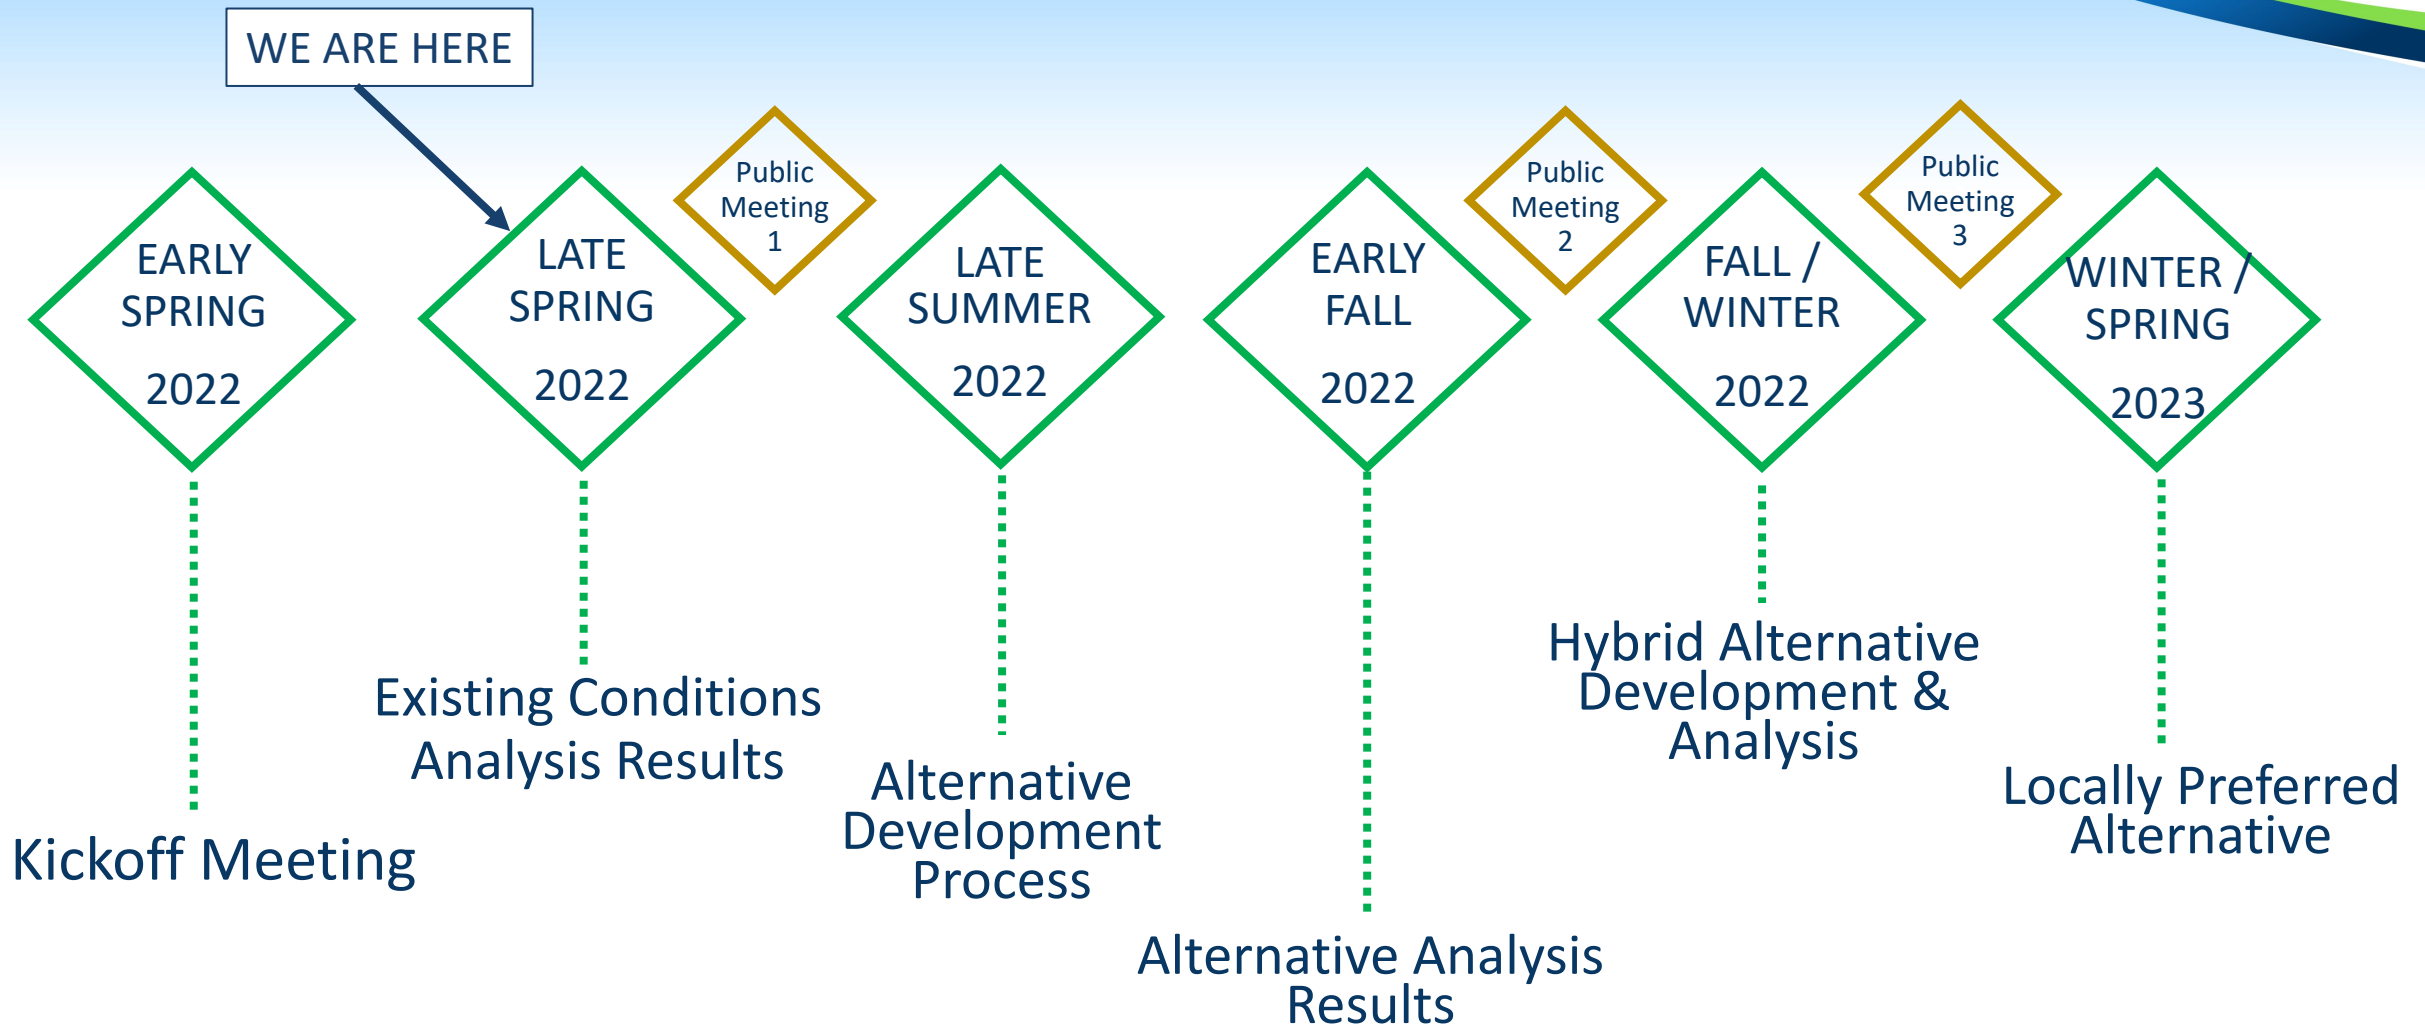 WE ARE HERE
EARLY
SPRING
2022
LATE
SPRING
2022
Public
Meeting
1
LATE
SUMMER
2022
EARLY
FALL
2022
Public
Meeting
2
FALL /
WINTER
2022
Public
Meeting
3
WINTER /
SPRING
2023
Kickoff Meeting
Existing Conditions
Analysis Results
Alternative
Development
Process
Alternative Analysis
Results
Hybrid Alternative
Development &
Analysis
Locally Preferred
Alternative